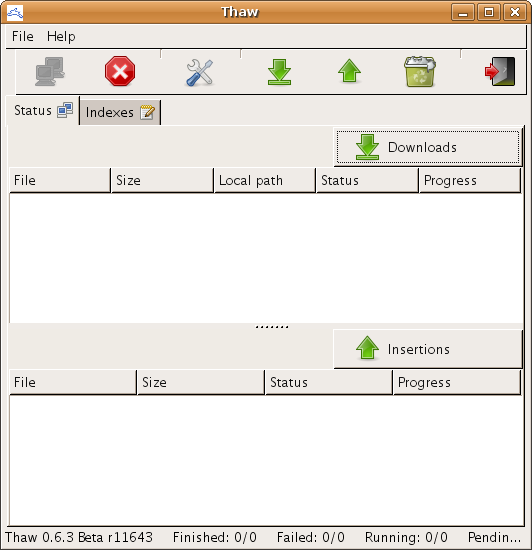 Thaw
File Help
Status Indexes
Downloads
File Size Local path Status Progress
Insertions
File Size Status Progress
Thaw 0.6.3 Beta r11643 Finished: 0/0 Failed: 0/0 Running: 0/0 Pendin...